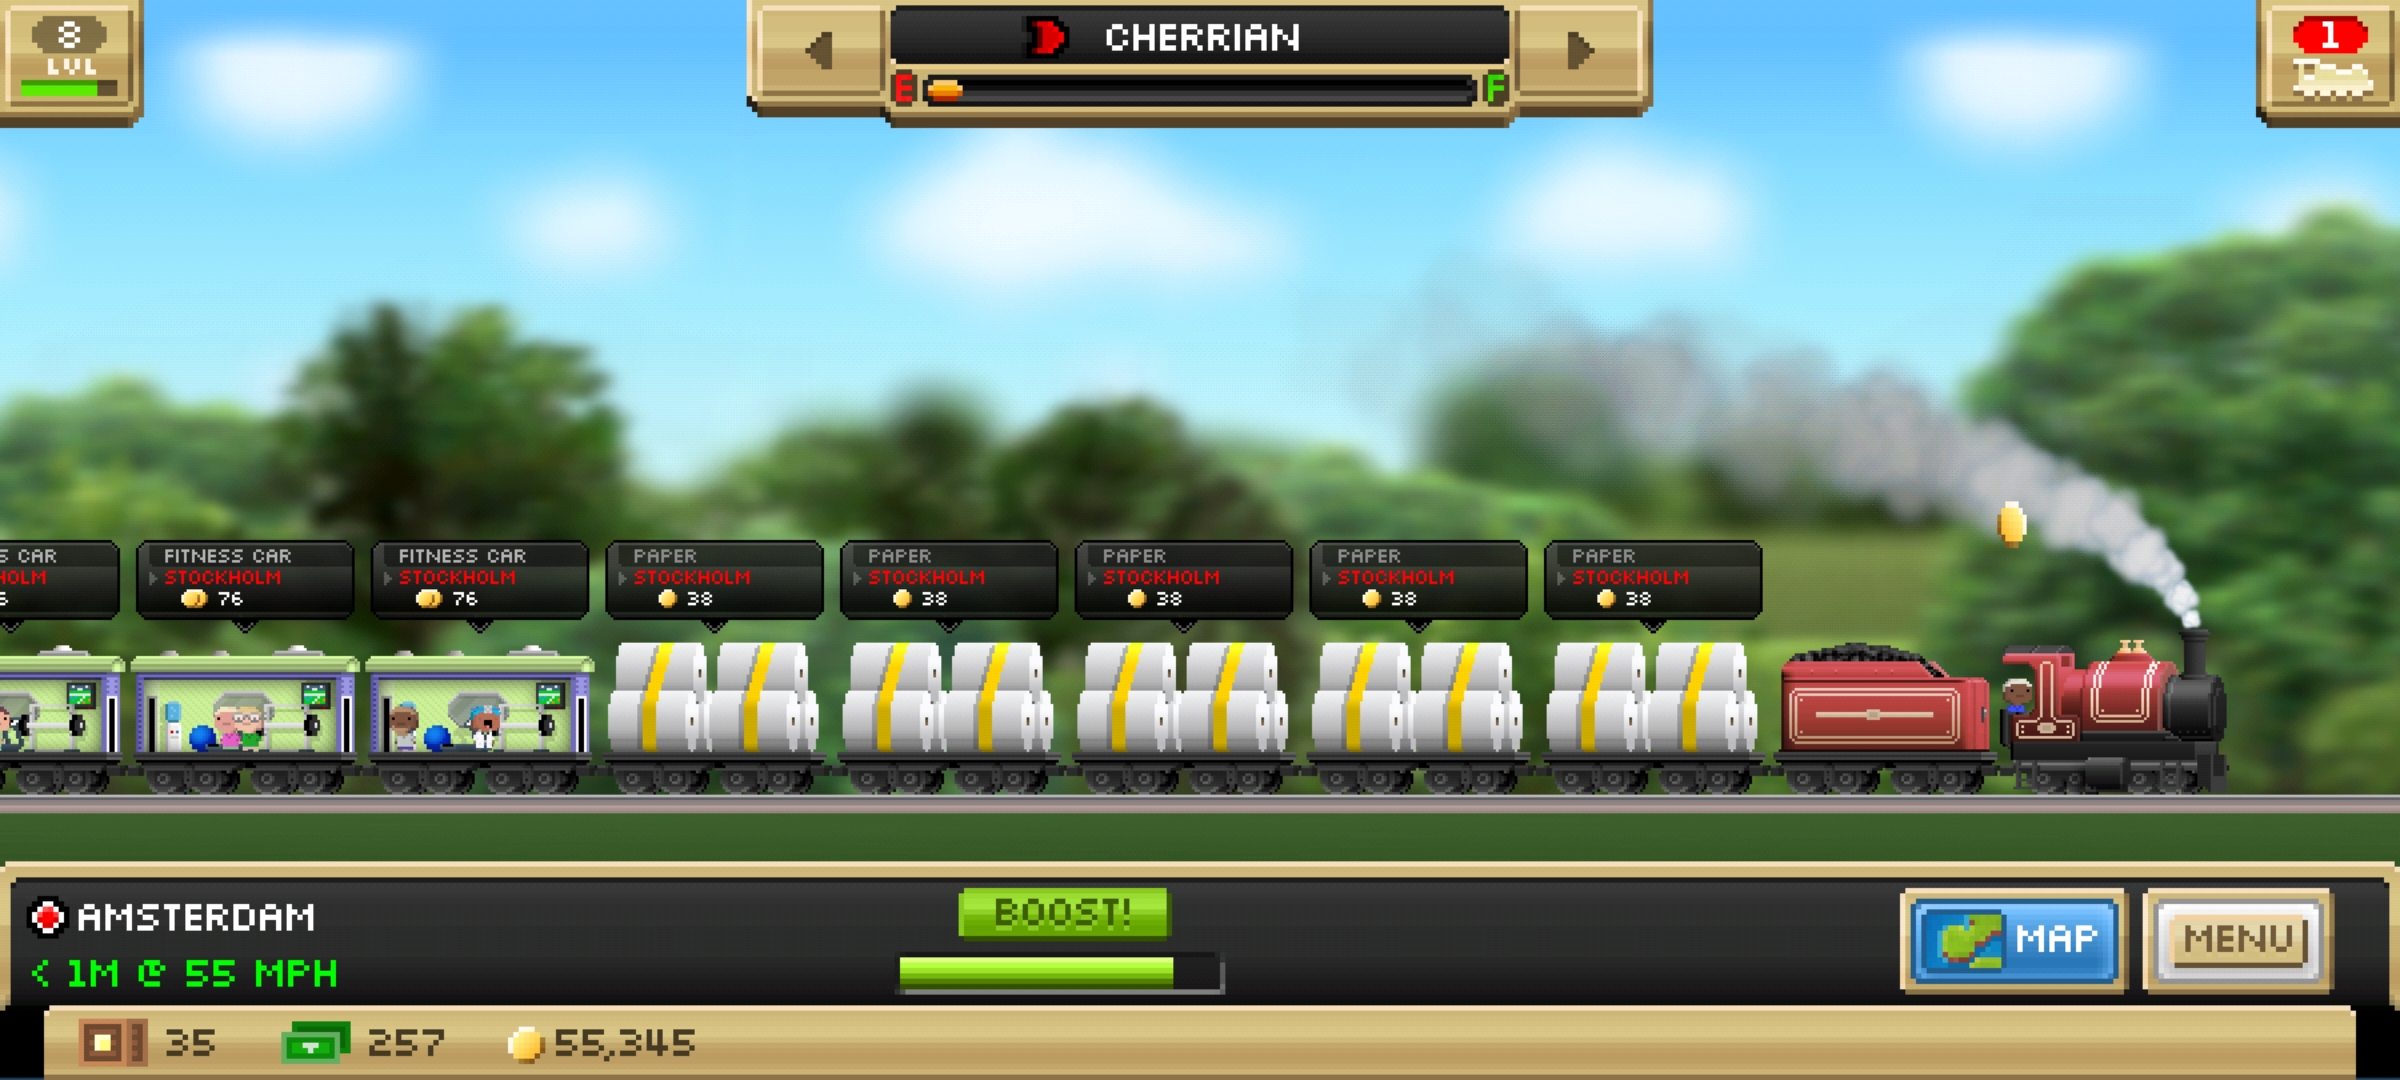 8
LVL
CHERRIAN
E F
1
S CAR
HOLM
FITNESS CAR
STOCKHOLM
76
FITNESS CAR
STOCKHOLM
76
PAPER
STOCKHOLM
38
PAPER
STOCKHOLM
38
PAPER
STOCKHOLM
38
PAPER
STOCKHOLM
38
PAPER
STOCKHOLM
38
AMSTERDAM
< 1M @ 55 MPH
BOOST!
MAP
MENU
35 257 55,345